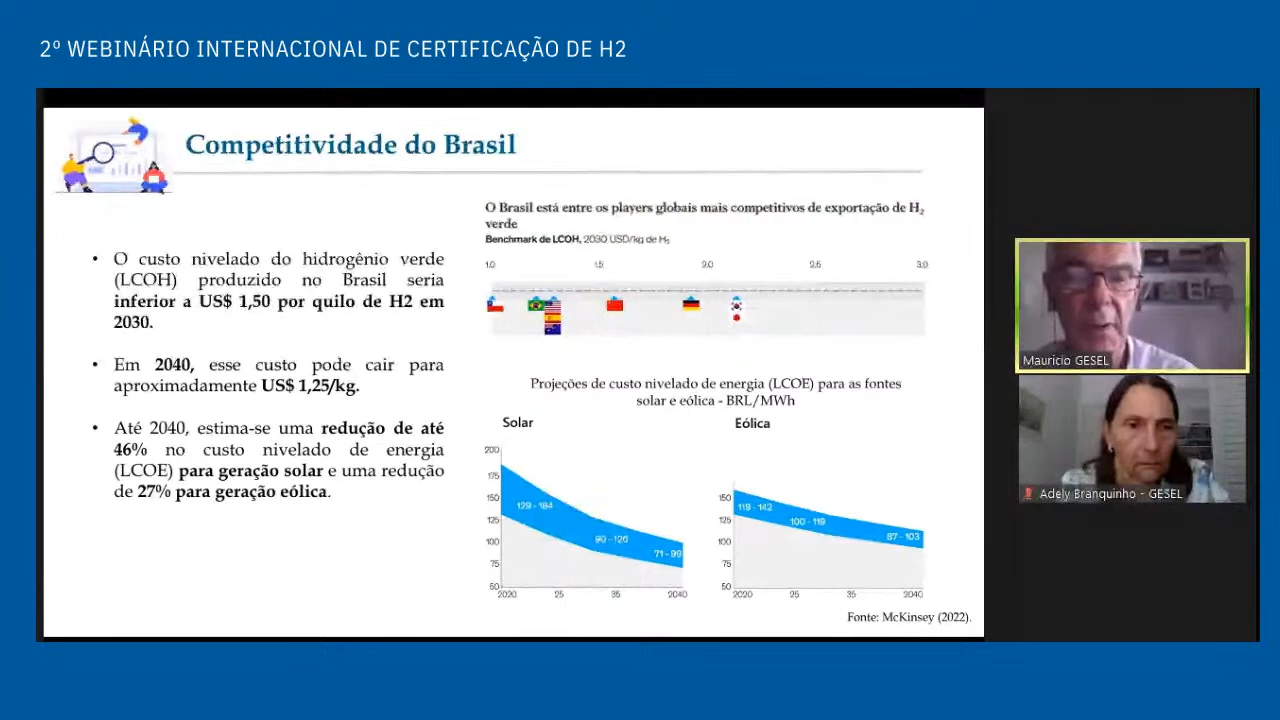 2º WEBINÁRIO INTERNACIONAL DE CERTIFICAÇÃO DE H2
Competitividade do Brasil
• O custo nivelado do hidrogênio verde
(LCOH) produzido no Brasil seria
inferior a US$ 1,50 por quilo de H2 em
2030.
• Em 2040, esse custo pode cair para
aproximadamente US$ 1,25/kg.
• Até 2040, estima-se uma redução de até
46% no custo nivelado de energia
(LCOE) para geração solar e uma redução
de 27% para geração eólica.
O Brasil está entre os players globais mais competitivos de exportação de H₂
verde
Benchmark de LCOH, 2030 USD/kg de H₂
1.0 1.5 2.0 2.5 3.0
Projeções de custo nivelado de energia (LCOE) para as fontes
solar e eólica - BRL/MWh
Solar
200
175
150
125
100
75
50
129 - 184
90 - 126
71 - 99
2020 25 35 2040
Eólica
150
125
100
75
50
119 - 142
100 - 119
87 - 103
2020 25 35 2040
Fonte: McKinsey (2022).
Mauricio GESEL
Adely Branquinho - GESEL